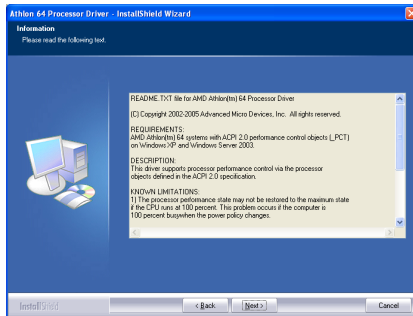 Athlon 64 Processor Driver - InstallShield Wizard
Information
Please read the following text.
README.TXT file for AMD Athlon(tm) 64 Processor Driver
(C) Copyright 2002-2005 Advanced Micro Devices, Inc. All rights reserved.
REQUIREMENTS:
AMD Athlon(tm) 64 systems with ACPI 2.0 performance control objects (_PCT)
on Windows XP and Windows Server 2003.
DESCRIPTION:
This driver supports processor performance control via the processor
objects defined in the ACPI 2.0 specification.
KNOWN LIMITATIONS:
1) The processor performance state may not be restored to the maximum state
if the CPU runs at 100 percent. This problem occurs if the computer is
100 percent busywhen the power policy changes.
InstallShield
< Back
Next >
Cancel